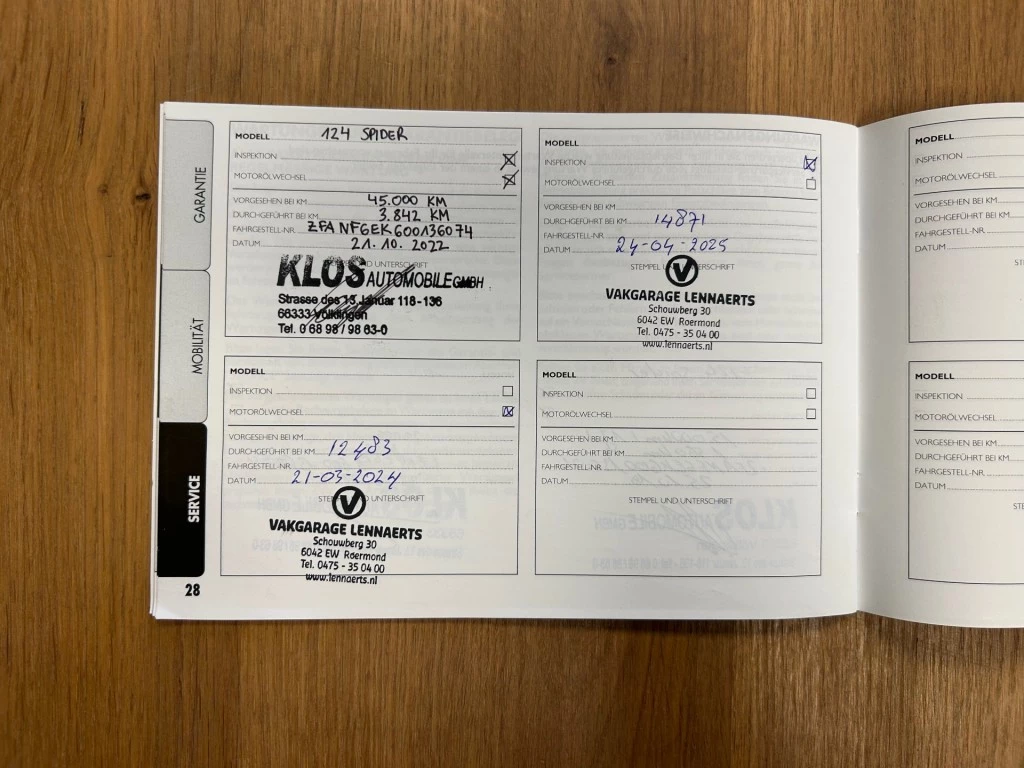 GARANTIE
MOBILITÄT
SERVICE
28
MODELL 124 SPIDER
INSPEKTION
MOTORÖLWECHSEL
VORGESEHEN BEI KM 45.000 KM
DURCHGEFÜHRT BEI KM 3.842 KM
FAHRGESTELL-NR. ZFANFGEK600136074
DATUM 21.10.2022
UND UNTERSCHRIFT
KLOS AUTOMOBILE GMBH
Strasse des 13. Januar 118-136
66333 Völklingen
Tel. 0 68 98 / 98 63-0
MODELL
INSPEKTION
MOTORÖLWECHSEL
VORGESEHEN BEI KM
DURCHGEFÜHRT BEI KM 14871
FAHRGESTELL-NR.
DATUM 24-04-2025
STEMPEL UND UNTERSCHRIFT
VAKGARAGE LENNAERTS
Schouwberg 30
6042 EW Roermond
Tel. 0475 - 35 04 00
www.lennaerts.nl
MODELL
INSPEKTION
MOTORÖLWECHSEL
VORGESEHEN BEI KM
DURCHGEFÜHRT BEI KM 12483
FAHRGESTELL-NR.
DATUM 21-03-2024
STEMPEL UND UNTERSCHRIFT
VAKGARAGE LENNAERTS
Schouwberg 30
6042 EW Roermond
Tel. 0475 - 35 04 00
www.lennaerts.nl
MODELL
INSPEKTION
MOTORÖLWECHSEL
VORGESEHEN BEI KM
DURCHGEFÜHRT BEI KM
FAHRGESTELL-NR.
DATUM
STEMPEL UND UNTERSCHRIFT
MODELL
INSPEKTION
MOTORÖLWECHSEL
VORGESEHEN BEI KM
DURCHGEFÜHRT BEI KM
FAHRGESTELL-NR.
DATUM
MODELL
INSPEKTION
MOTORÖLWECHSEL
VORGESEHEN BEI KM
DURCHGEFÜHRT BEI KM
FAHRGESTELL-NR.
DATUM